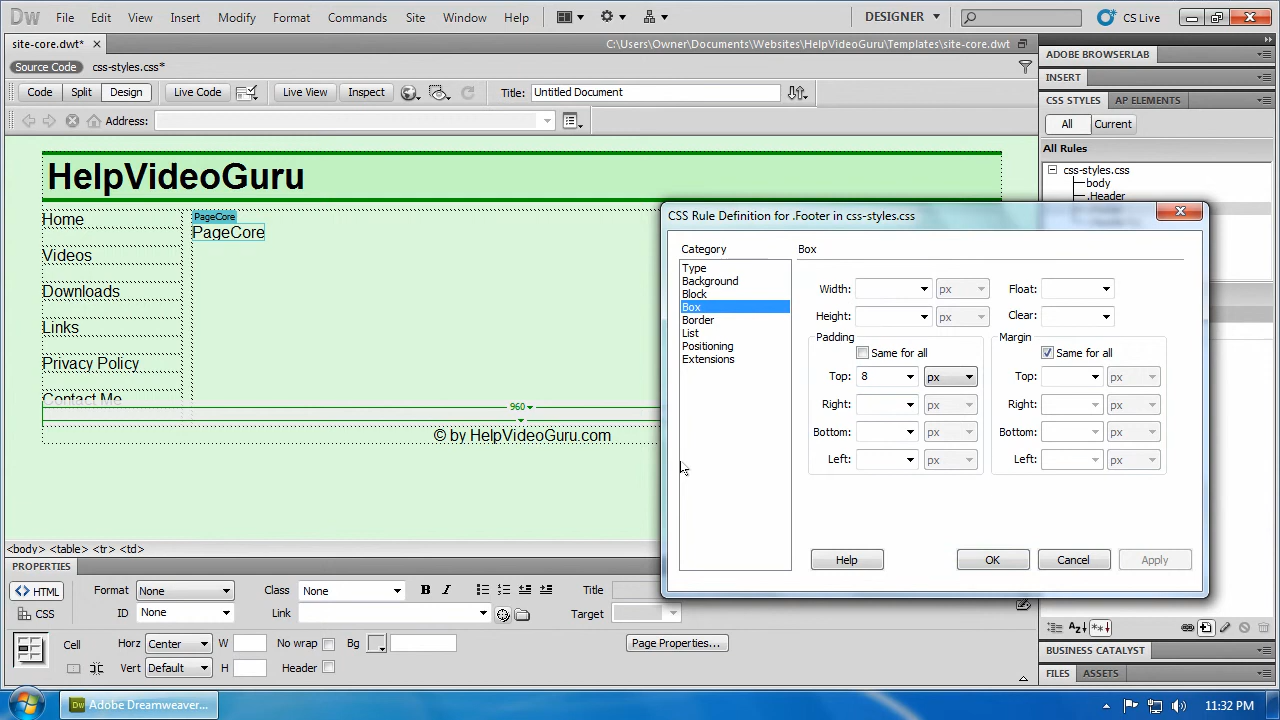 Dw File Edit View Insert Modify Format Commands Site Window Help DESIGNER CS Live
site-core.dwt* C:\Users\Owner\Documents\Websites\HelpVideoGuru\Templates\site-core.dwt
Source Code css-styles.css*
Code Split Design Live Code Live View Inspect Title: Untitled Document
Address:
ADOBE BROWSERLAB
INSERT
CSS STYLES AP ELEMENTS
All Current
All Rules
css-styles.css
body
.Header
HelpVideoGuru
Home
Videos
Downloads
Links
Privacy Policy
Contact Me
PageCore
PageCore
960
© by HelpVideoGuru.com
CSS Rule Definition for .Footer in css-styles.css
Category Box
Type
Background
Block
Box
Border
List
Positioning
Extensions
Width: px Float:
Height: px Clear:
Padding Margin
Same for all Same for all
Top: 8 px Top: px
Right: px Right: px
Bottom: px Bottom: px
Left: px Left: px
Help OK Cancel Apply
<body> <table> <tr> <td>
PROPERTIES
HTML Format None Class None B I Title
CSS ID None Link Target
Cell Horz Center W No wrap Bg Page Properties...
Vert Default H Header
BUSINESS CATALYST
FILES ASSETS
Dw Adobe Dreamweaver... 11:32 PM